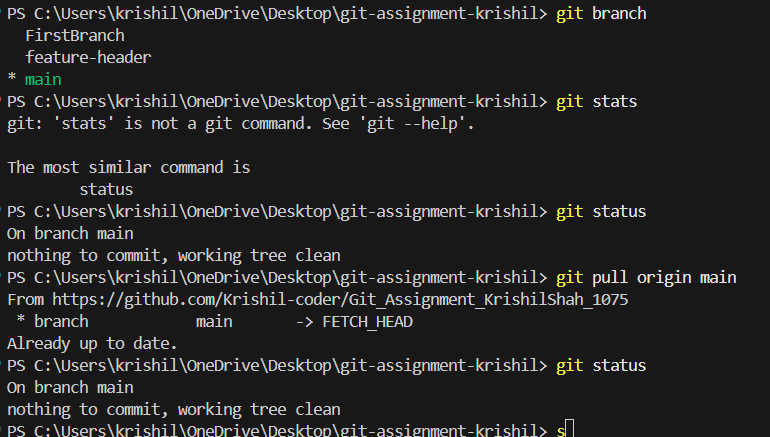 PS C:\Users\krishil\OneDrive\Desktop\git-assignment-krishil> git branch
  FirstBranch
  feature-header
* main
PS C:\Users\krishil\OneDrive\Desktop\git-assignment-krishil> git stats
git: 'stats' is not a git command. See 'git --help'.

The most similar command is
        status
PS C:\Users\krishil\OneDrive\Desktop\git-assignment-krishil> git status
On branch main
nothing to commit, working tree clean
PS C:\Users\krishil\OneDrive\Desktop\git-assignment-krishil> git pull origin main
From https://github.com/Krishil-coder/Git_Assignment_KrishilShah_1075
 * branch            main       -> FETCH_HEAD
Already up to date.
PS C:\Users\krishil\OneDrive\Desktop\git-assignment-krishil> git status
On branch main
nothing to commit, working tree clean
PS C:\Users\krishil\OneDrive\Desktop\git-assignment-krishil> s